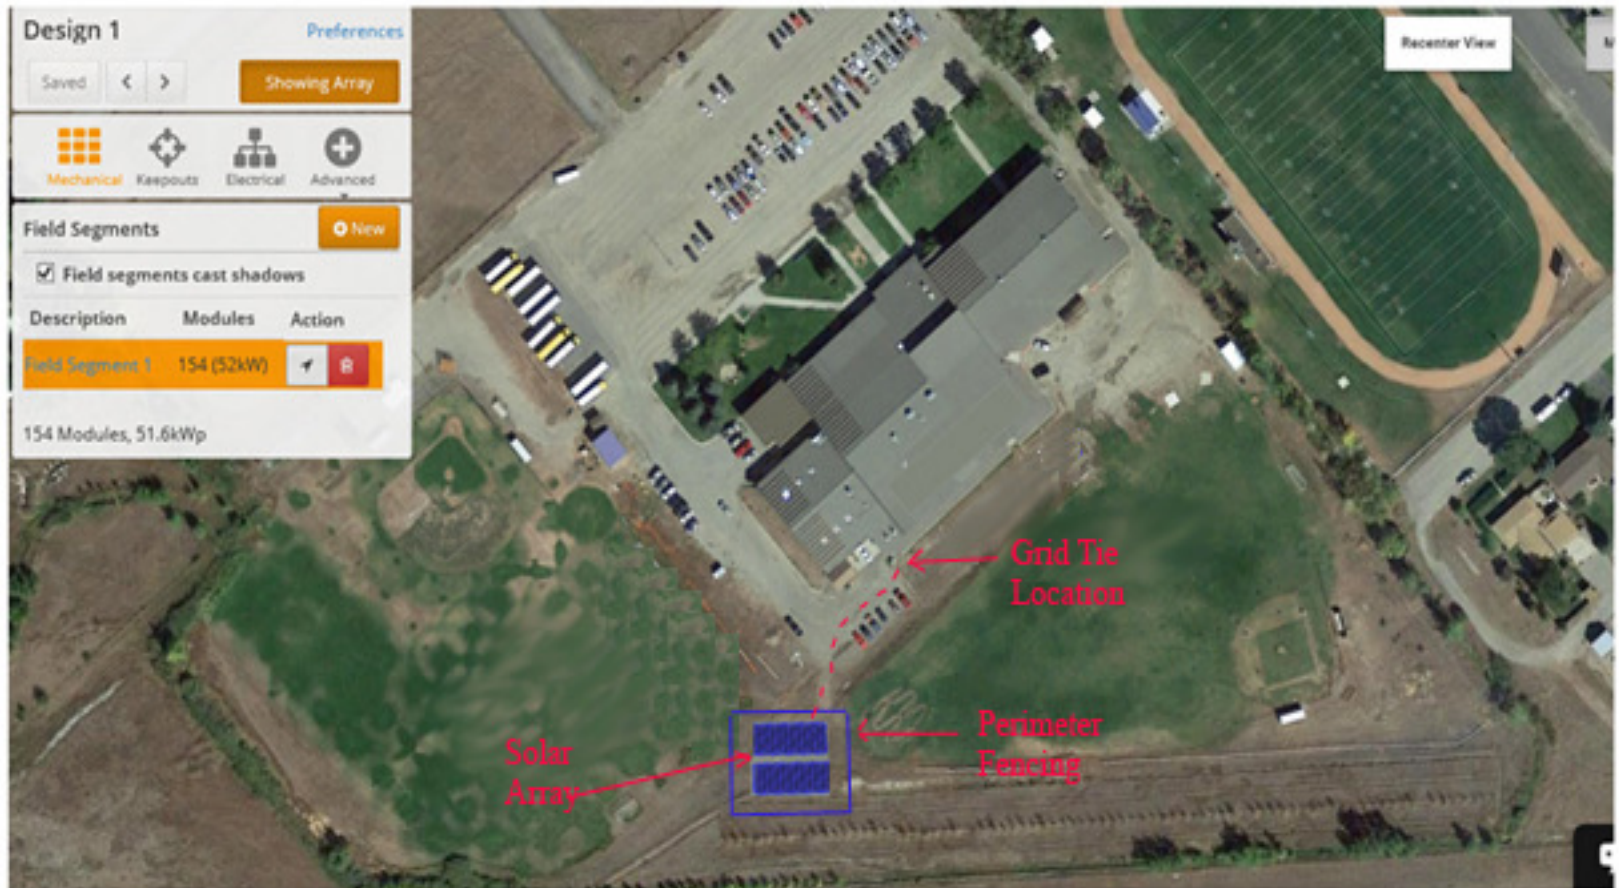 Design 1
Preferences
Saved
Showing Array
Mechanical
Keepouts
Electrical
Advanced
Field Segments
New
Field segments cast shadows
Description Modules Action
Field Segment 1 154 (52kW)
154 Modules, 51.6kWp
Recenter View
Grid Tie
Location
Perimeter
Fencing
Solar
Array